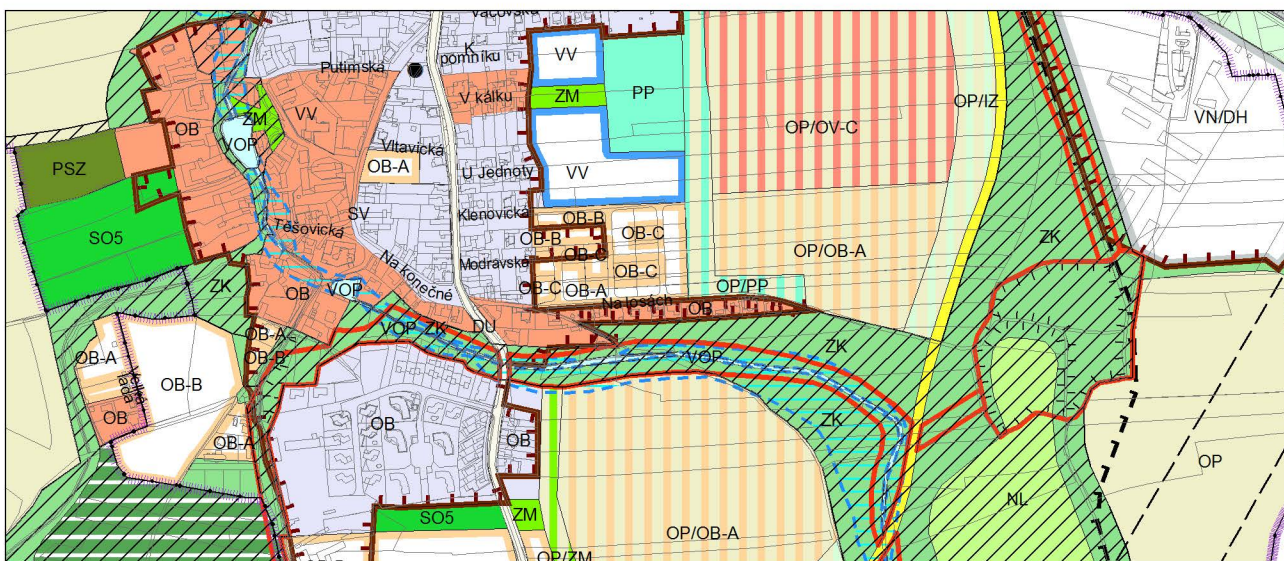 Vacovská
K pomníku
Putimská
VV
OB
ZM
VV
V kálku
ZM
PP
OP/IZ
VN/DH
VOP
Vltavická
OP/OV-C
PSZ
OB-A
U Jednoty
VV
SO5
SV
Klenovická
OB-B
OB-C
Těšovická
OB-B
OB-C
OP/OB-A
ZK
ZK
Na konečné
Modravská
OB-C
OB-C
OB-A
OP/PP
OB
VOP
Na losách
OB
OB-A
VOP
ZK
DU
VOP
ZK
OB-A
OB-B
OB-B
OB
OB-A
OB
OB
ZK
OP
NL
SO5
ZM
OP/ZM
OP/OB-A